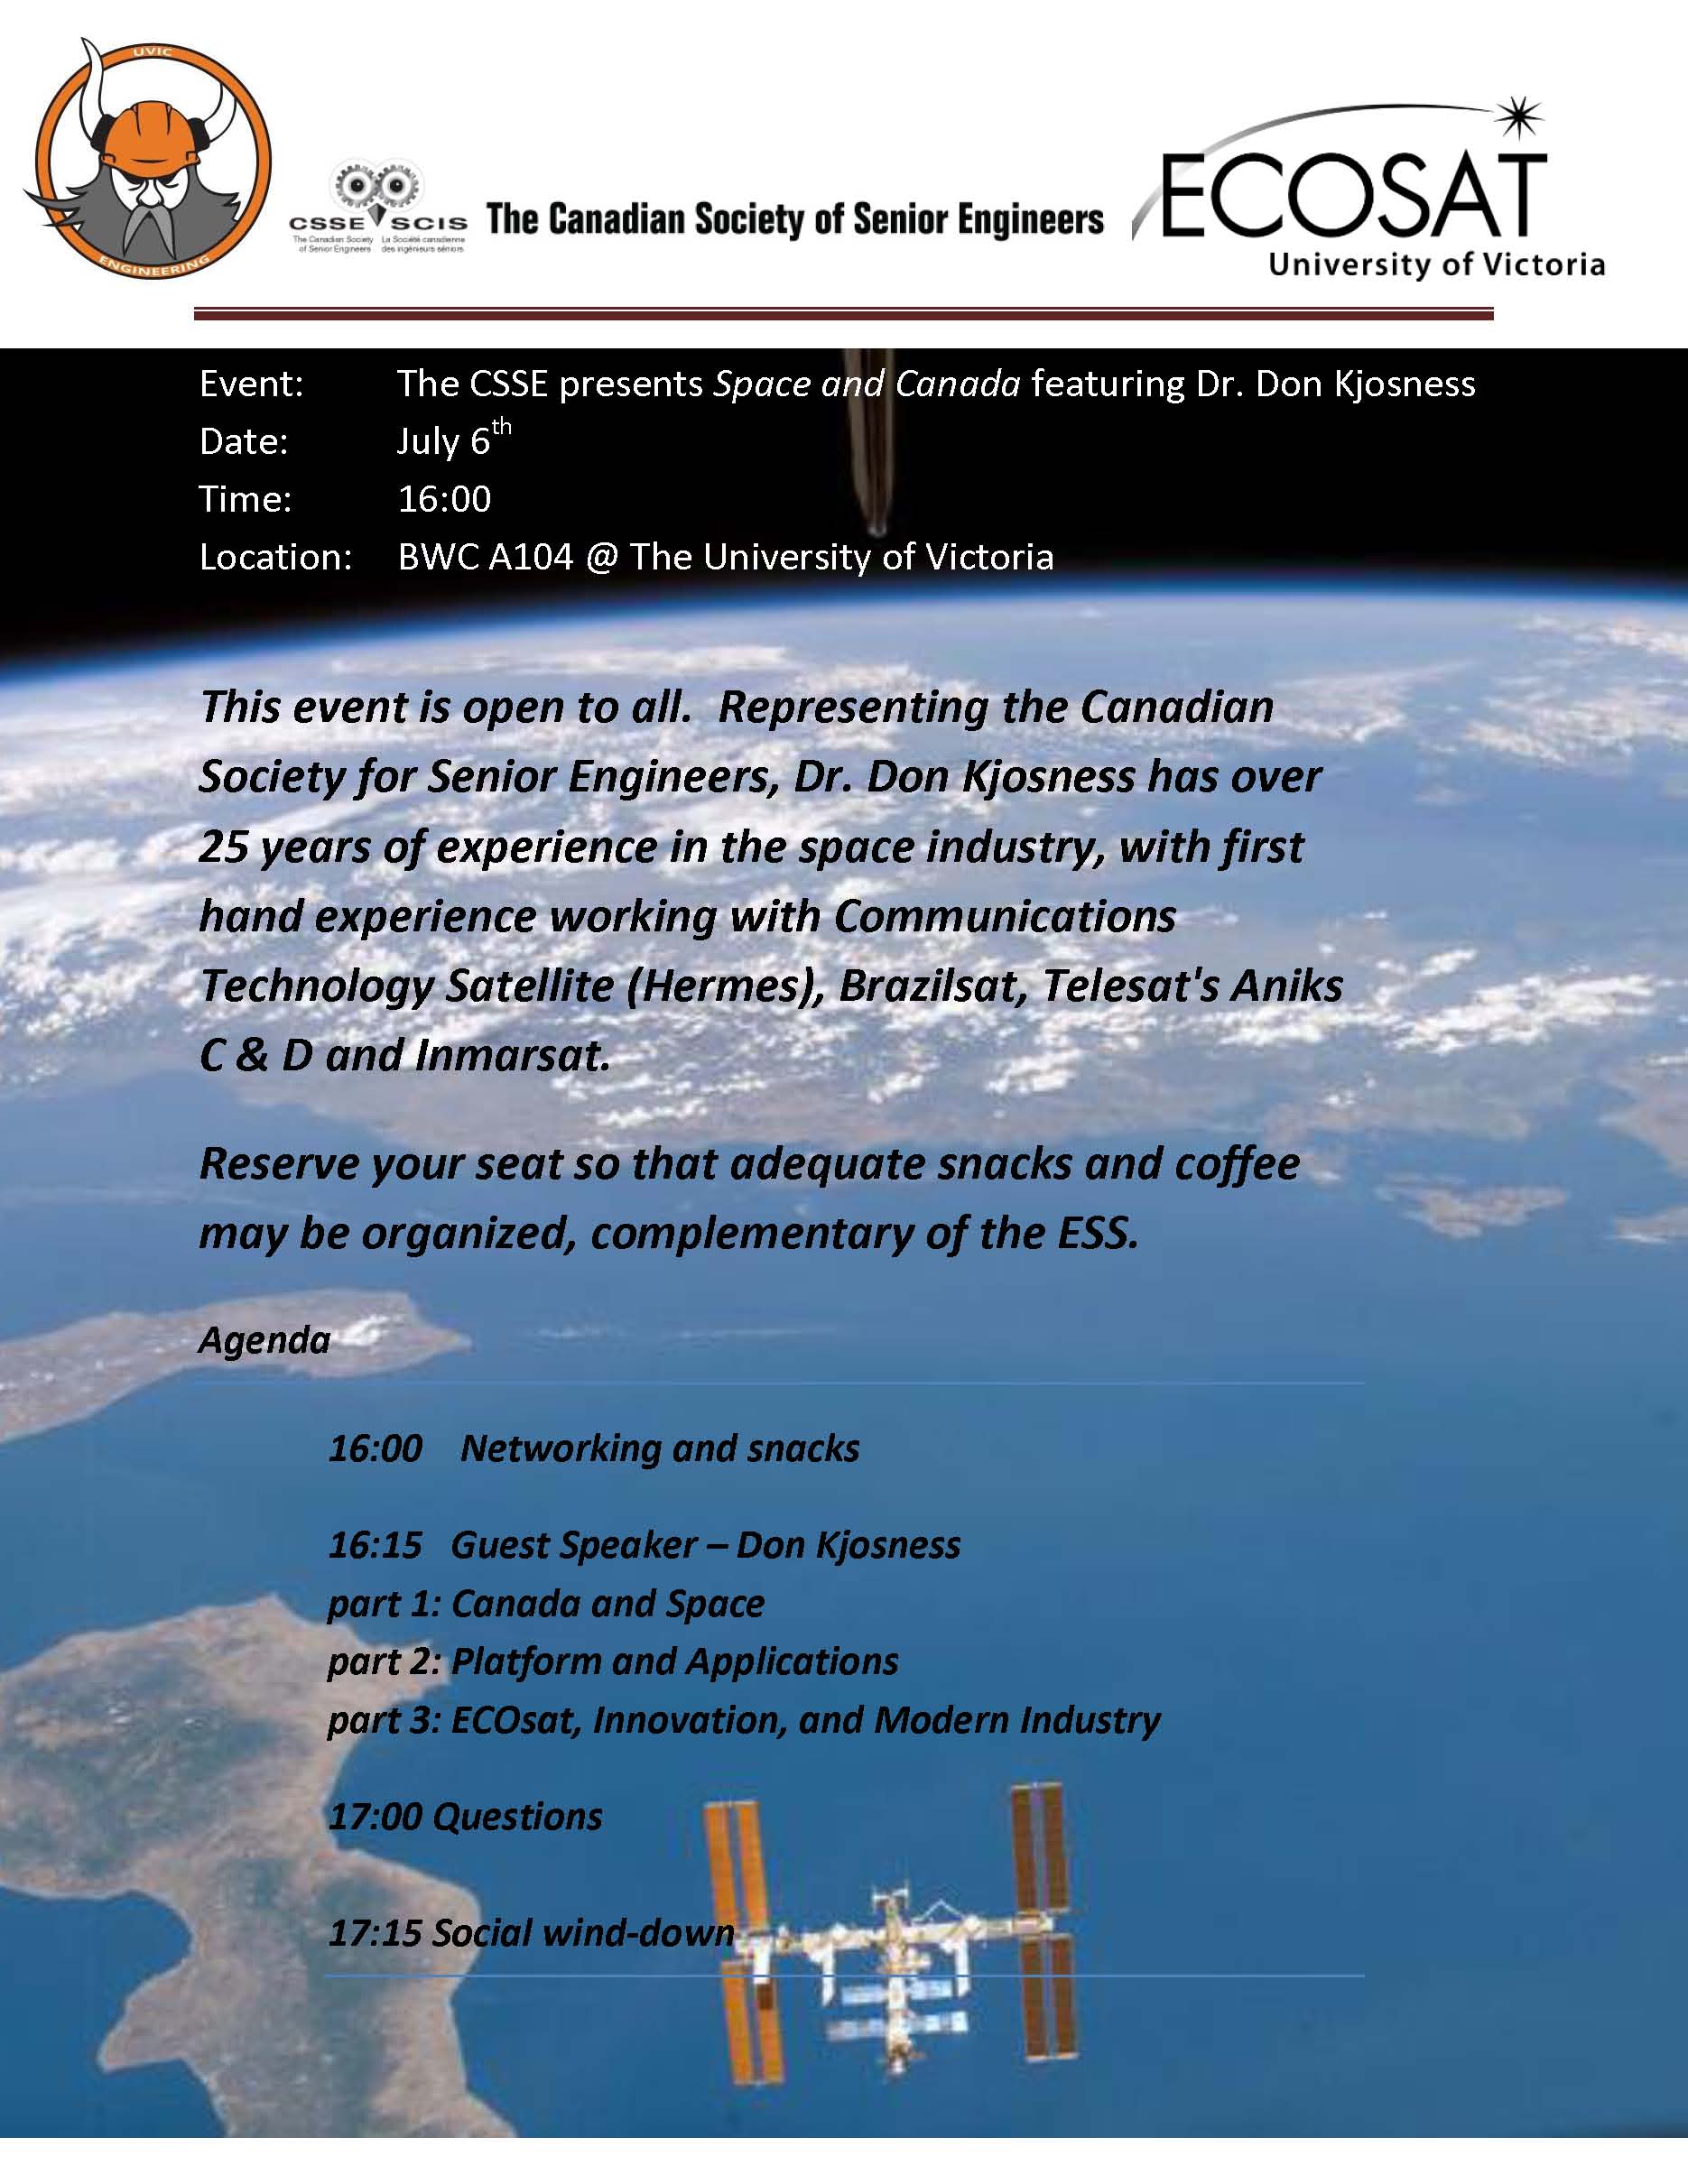 UVIC
ENGINEERING
CSSE SCIS
The Canadian Society La Société canadienne
of Senior Engineers des ingénieurs séniors
The Canadian Society of Senior Engineers
ECOSAT
University of Victoria
Event: The CSSE presents Space and Canada featuring Dr. Don Kjosness
Date: July 6th
Time: 16:00
Location: BWC A104 @ The University of Victoria
This event is open to all. Representing the Canadian
Society for Senior Engineers, Dr. Don Kjosness has over
25 years of experience in the space industry, with first
hand experience working with Communications
Technology Satellite (Hermes), Brazilsat, Telesat's Aniks
C & D and Inmarsat.
Reserve your seat so that adequate snacks and coffee
may be organized, complementary of the ESS.
Agenda
16:00 Networking and snacks
16:15 Guest Speaker – Don Kjosness
part 1: Canada and Space
part 2: Platform and Applications
part 3: ECOsat, Innovation, and Modern Industry
17:00 Questions
17:15 Social wind-down